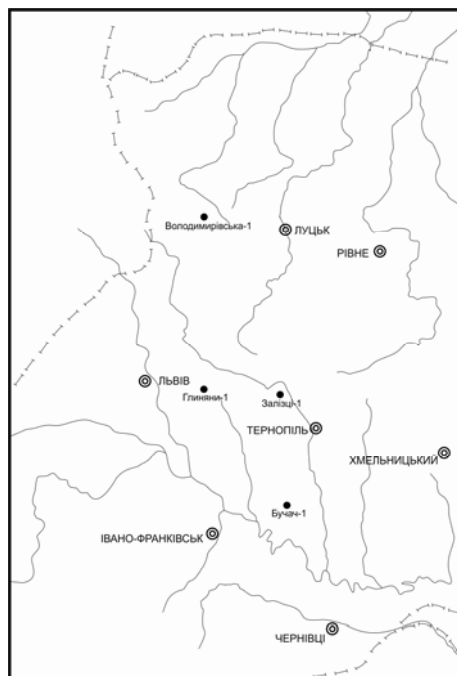 Володимирівська-1
ЛУЦЬК
РІВНЕ
ЛЬВІВ
Глиняни-1
Залізці-1
ТЕРНОПІЛЬ
ХМЕЛЬНИЦЬКИЙ
Бучач-1
ІВАНО-ФРАНКІВСЬК
ЧЕРНІВЦІ